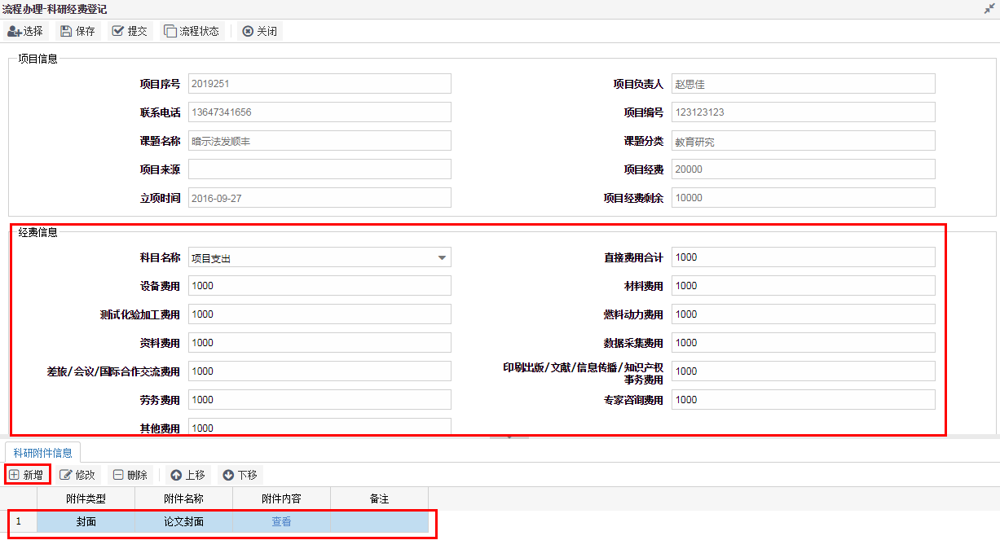 流程办理-科研经费登记
选择 保存 提交 流程状态 关闭
项目信息
项目序号 2019251 项目负责人 赵思佳
联系电话 13647341656 项目编号 123123123
课题名称 暗示法发顺丰 课题分类 教育研究
项目来源 项目经费 20000
立项时间 2016-09-27 项目经费剩余 10000
经费信息
科目名称 项目支出 直接费用合计 1000
设备费用 1000 材料费用 1000
测试化验加工费用 1000 燃料动力费用 1000
资料费用 1000 数据采集费用 1000
差旅/会议/国际合作交流费用 1000 印刷出版/文献/信息传播/知识产权
事务费用 1000
劳务费用 1000 专家咨询费用 1000
其他费用 1000
科研附件信息
新增 修改 删除 上移 下移
附件类型 附件名称 附件内容 备注
1 封面 论文封面 查看